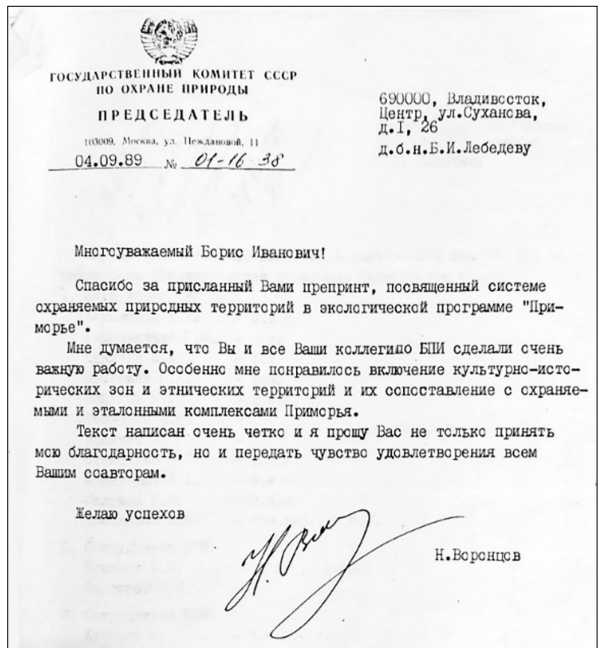 ГОСУДАРСТВЕННЫЙ КОМИТЕТ СССР
ПО ОХРАНЕ ПРИРОДЫ
ПРЕДСЕДАТЕЛЬ
103009, Москва, ул. Неждановой, 11
04.09.89 № 01-16 38
690000, Владивосток,
Центр, ул.Суханова,
д.I, 26
д.б.н.Б.И.Лебедеву
Многоуважаемый Борис Иванович!
Спасибо за присланный Вами препринт, посвященный системе
охраняемых природных территорий в экологической программе "При-
морье".
Мне думается, что Вы и все Ваши коллегипо БПИ сделали очень
важную работу. Особенно мне понравилось включение культурно-исто-
рических зон и этнических территорий и их сопоставление с охраняе-
мыми и эталонными комплексами Приморья.
Текст написан очень четко и я прошу Вас не только принять
мою благодарность, но и передать чувство удовлетворения всем
Вашим соавторам.
Желаю успехов
Н.Воронцов